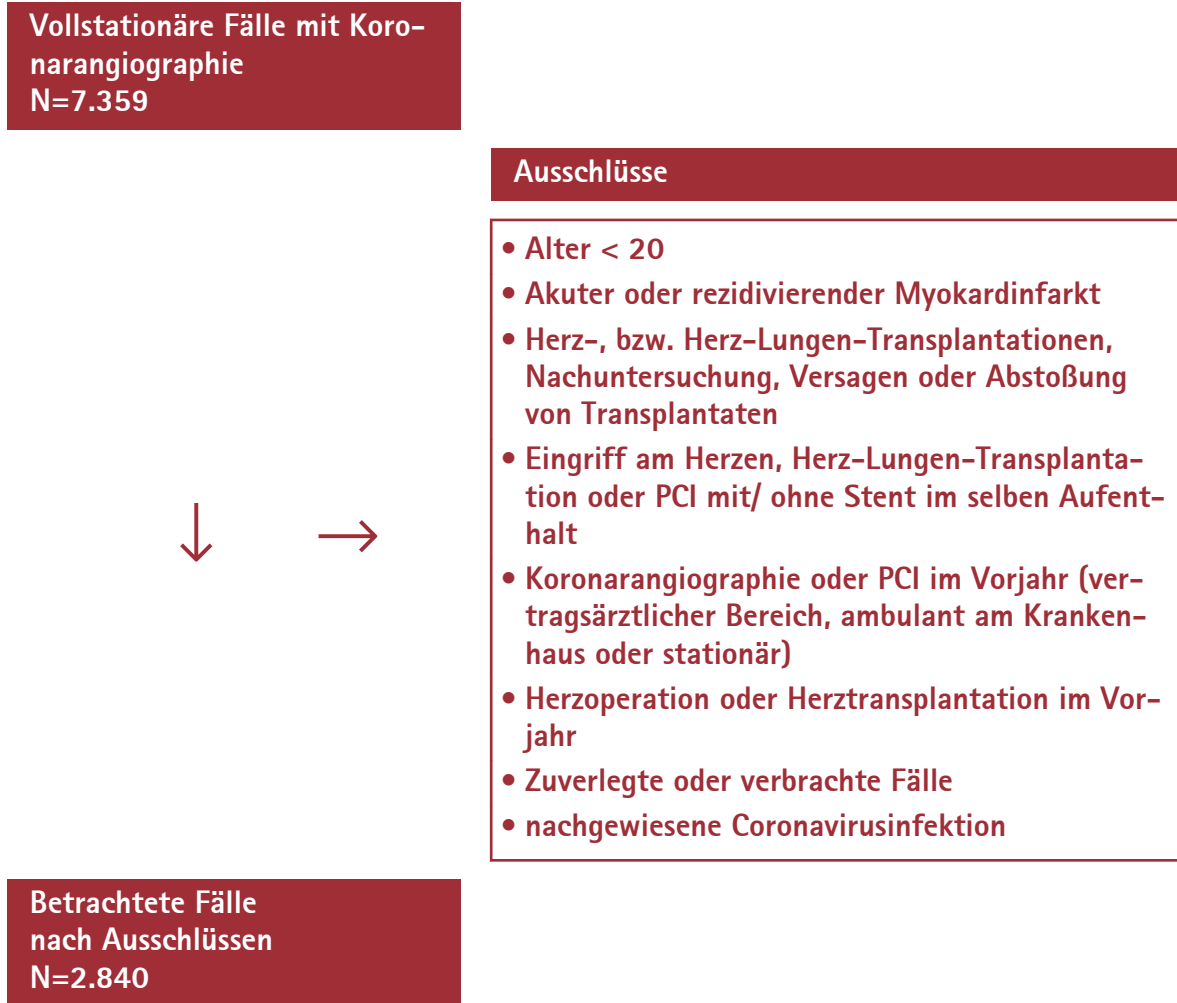 Vollstationäre Fälle mit Koro-
narangiographie
N=7.359
Ausschlüsse
• Alter < 20
• Akuter oder rezidivierender Myokardinfarkt
• Herz-, bzw. Herz-Lungen-Transplantationen,
Nachuntersuchung, Versagen oder Abstoßung
von Transplantaten
• Eingriff am Herzen, Herz-Lungen-Transplanta-
tion oder PCI mit/ ohne Stent im selben Aufent-
halt
• Koronarangiographie oder PCI im Vorjahr (ver-
tragsärztlicher Bereich, ambulant am Kranken-
haus oder stationär)
• Herzoperation oder Herztransplantation im Vor-
jahr
• Zuverlegte oder verbrachte Fälle
• nachgewiesene Coronavirusinfektion
Betrachtete Fälle
nach Ausschlüssen
N=2.840